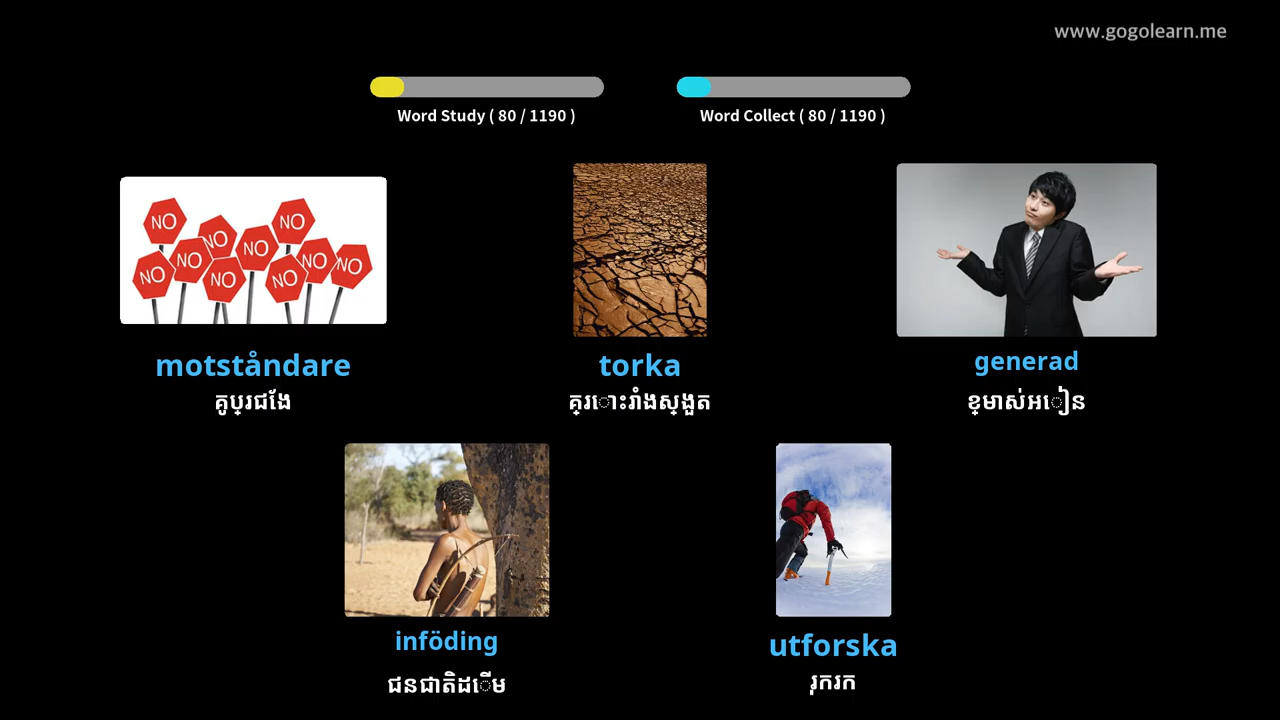 www.gogolearn.me
Word Study ( 80 / 1190 )
Word Collect ( 80 / 1190 )
NO NO NO NO NO NO NO NO NO NO
motståndare
គូប្រជែង
torka
គ្រោះរាំងស្ងួត
generad
ខ្មាស់អៀន
inföding
ជនជាតិដើម
utforska
រុករក